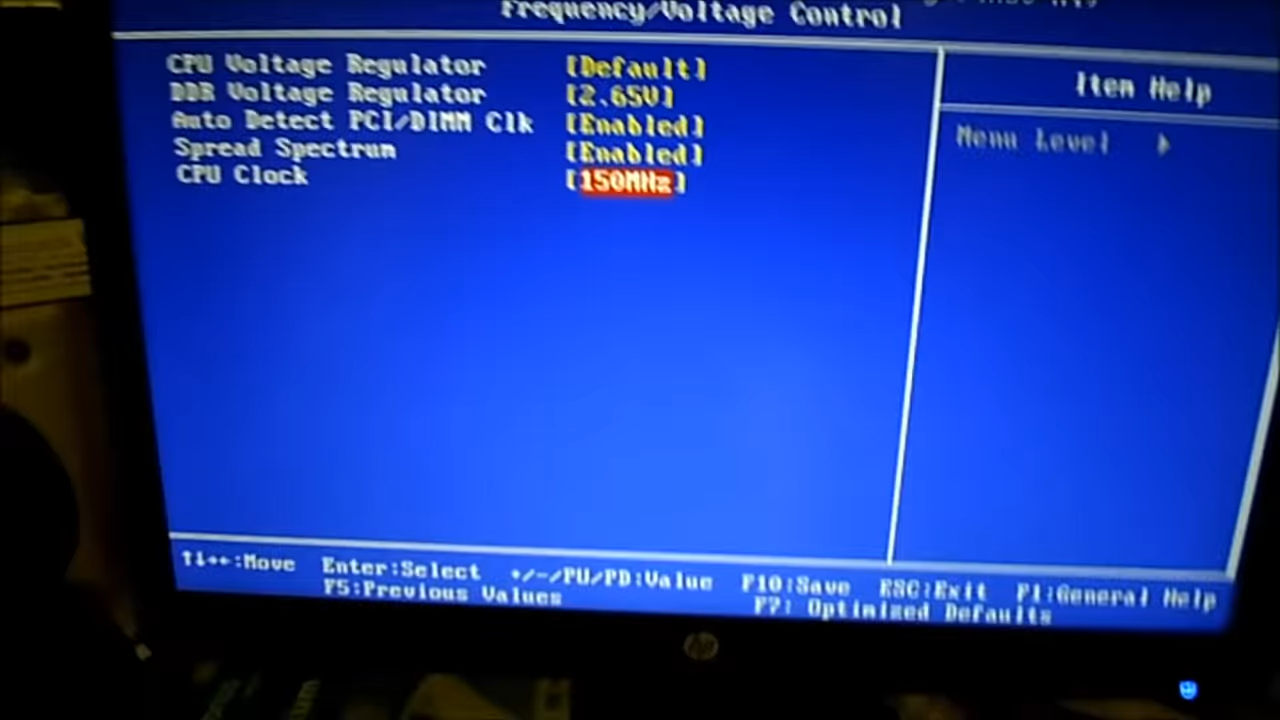 Frequency/Voltage Control
CPU Voltage Regulator [Default]
DDR Voltage Regulator [2.65V]
Auto Detect PCI/DIMM Clk [Enabled]
Spread Spectrum [Enabled]
CPU Clock [150MHz]
Item Help
Menu Level ▶
↑↓→←:Move Enter:Select +/-/PU/PD:Value F10:Save ESC:Exit F1:General Help
F5:Previous Values F7: Optimized Defaults
hp